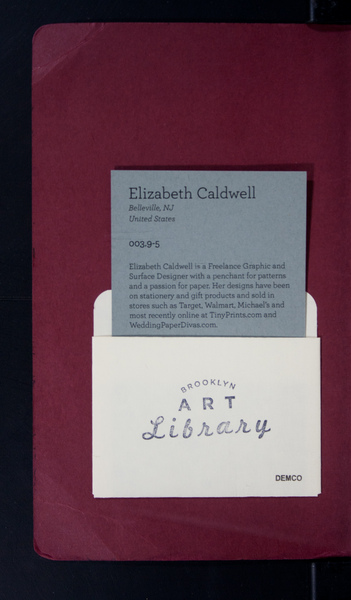 Elizabeth Caldwell
Belleville, NJ
United States
003.9-5
Elizabeth Caldwell is a Freelance Graphic and
Surface Designer with a penchant for patterns
and a passion for paper. Her designs have been
on stationery and gift products and sold in
stores such as Target, Walmart, Michael's and
most recently online at TinyPrints.com and
WeddingPaperDivas.com.
BROOKLYN
ART
Library
DEMCO